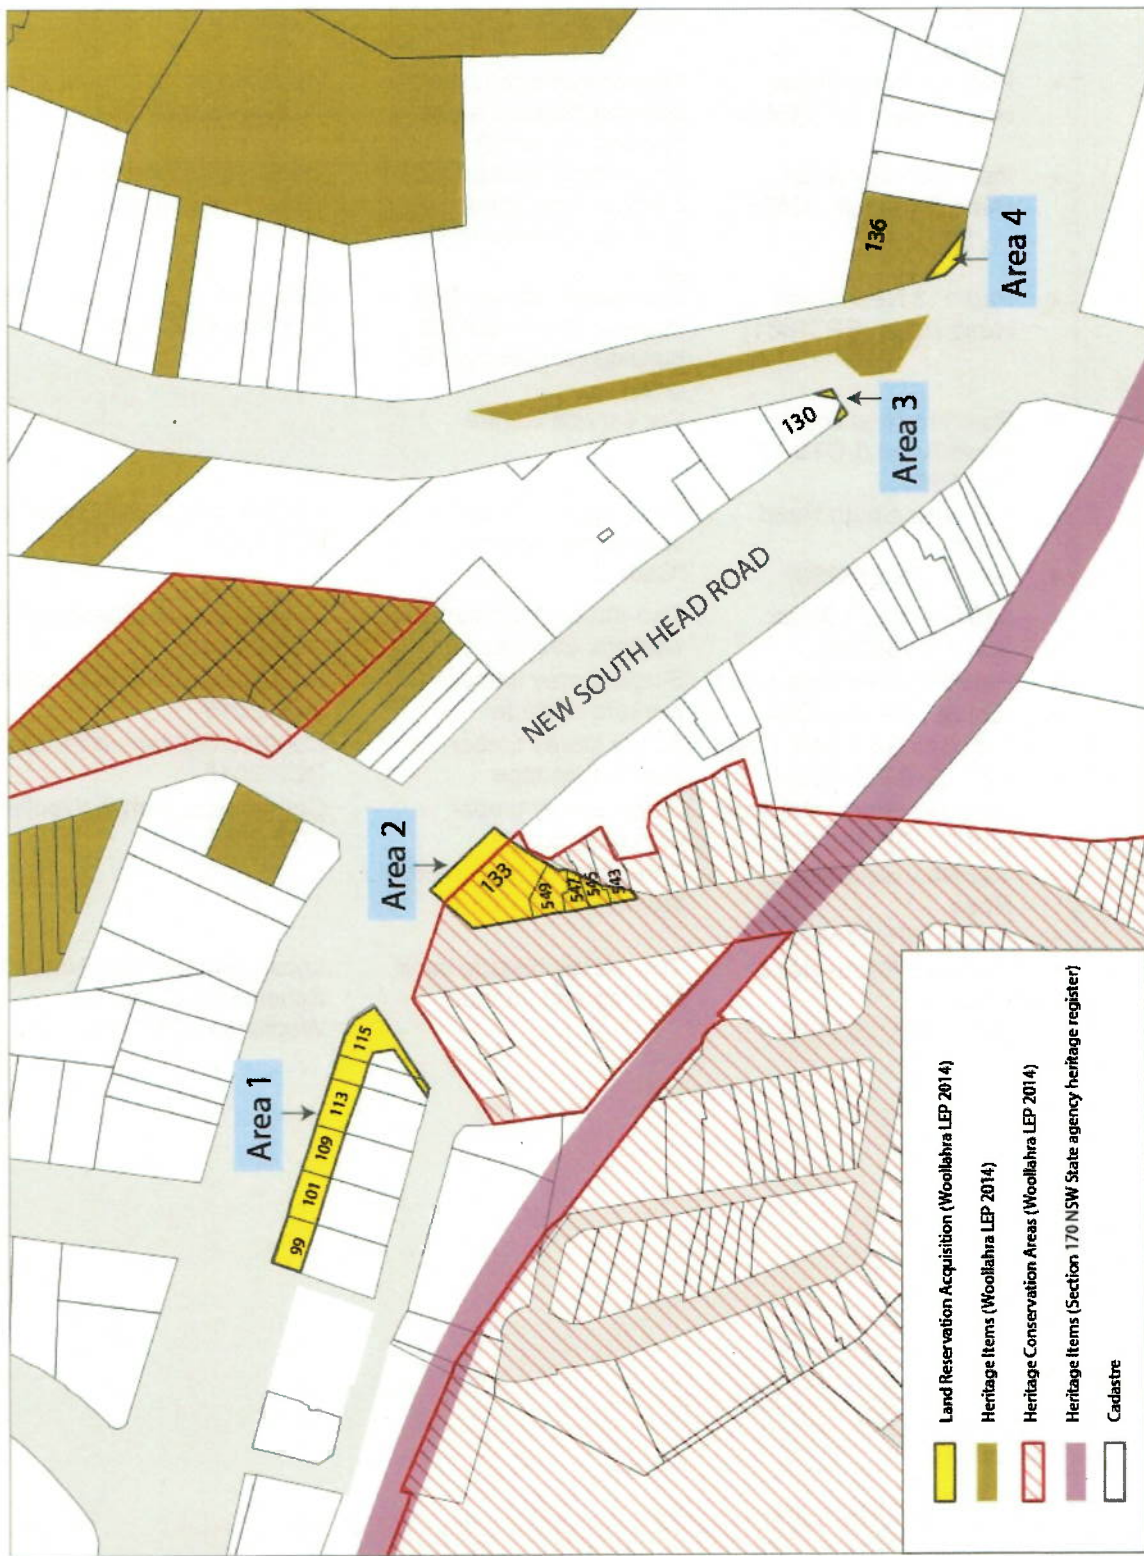 Area 1
Area 2
Area 3
Area 4
99
101
109
113
115
133
549
547
545
543
130
136
NEW SOUTH HEAD ROAD
Land Reservation Acquisition (Woollahra LEP 2014)
Heritage Items (Woollahra LEP 2014)
Heritage Conservation Areas (Woollahra LEP 2014)
Heritage Items (Section 170 NSW State agency heritage register)
Cadastre